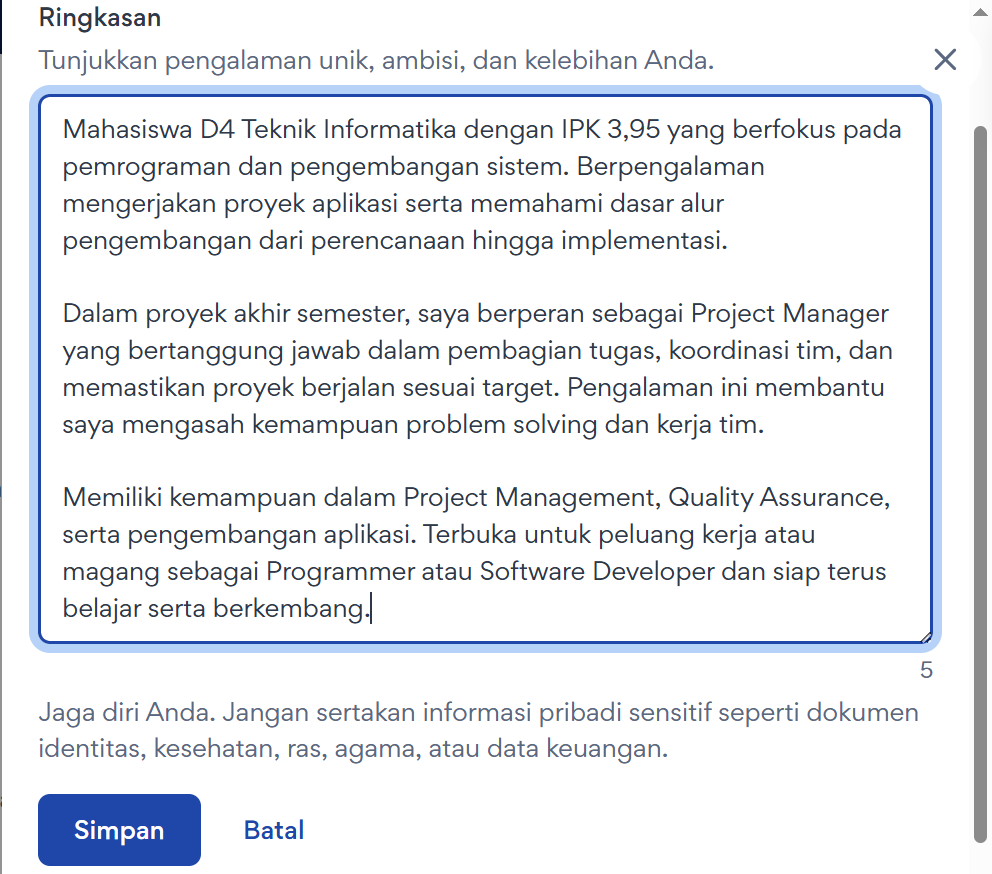 Ringkasan
Tunjukkan pengalaman unik, ambisi, dan kelebihan Anda.
Mahasiswa D4 Teknik Informatika dengan IPK 3,95 yang berfokus pada
pemrograman dan pengembangan sistem. Berpengalaman
mengerjakan proyek aplikasi serta memahami dasar alur
pengembangan dari perencanaan hingga implementasi.
Dalam proyek akhir semester, saya berperan sebagai Project Manager
yang bertanggung jawab dalam pembagian tugas, koordinasi tim, dan
memastikan proyek berjalan sesuai target. Pengalaman ini membantu
saya mengasah kemampuan problem solving dan kerja tim.
Memiliki kemampuan dalam Project Management, Quality Assurance,
serta pengembangan aplikasi. Terbuka untuk peluang kerja atau
magang sebagai Programmer atau Software Developer dan siap terus
belajar serta berkembang.
5
Jaga diri Anda. Jangan sertakan informasi pribadi sensitif seperti dokumen
identitas, kesehatan, ras, agama, atau data keuangan.
Simpan
Batal